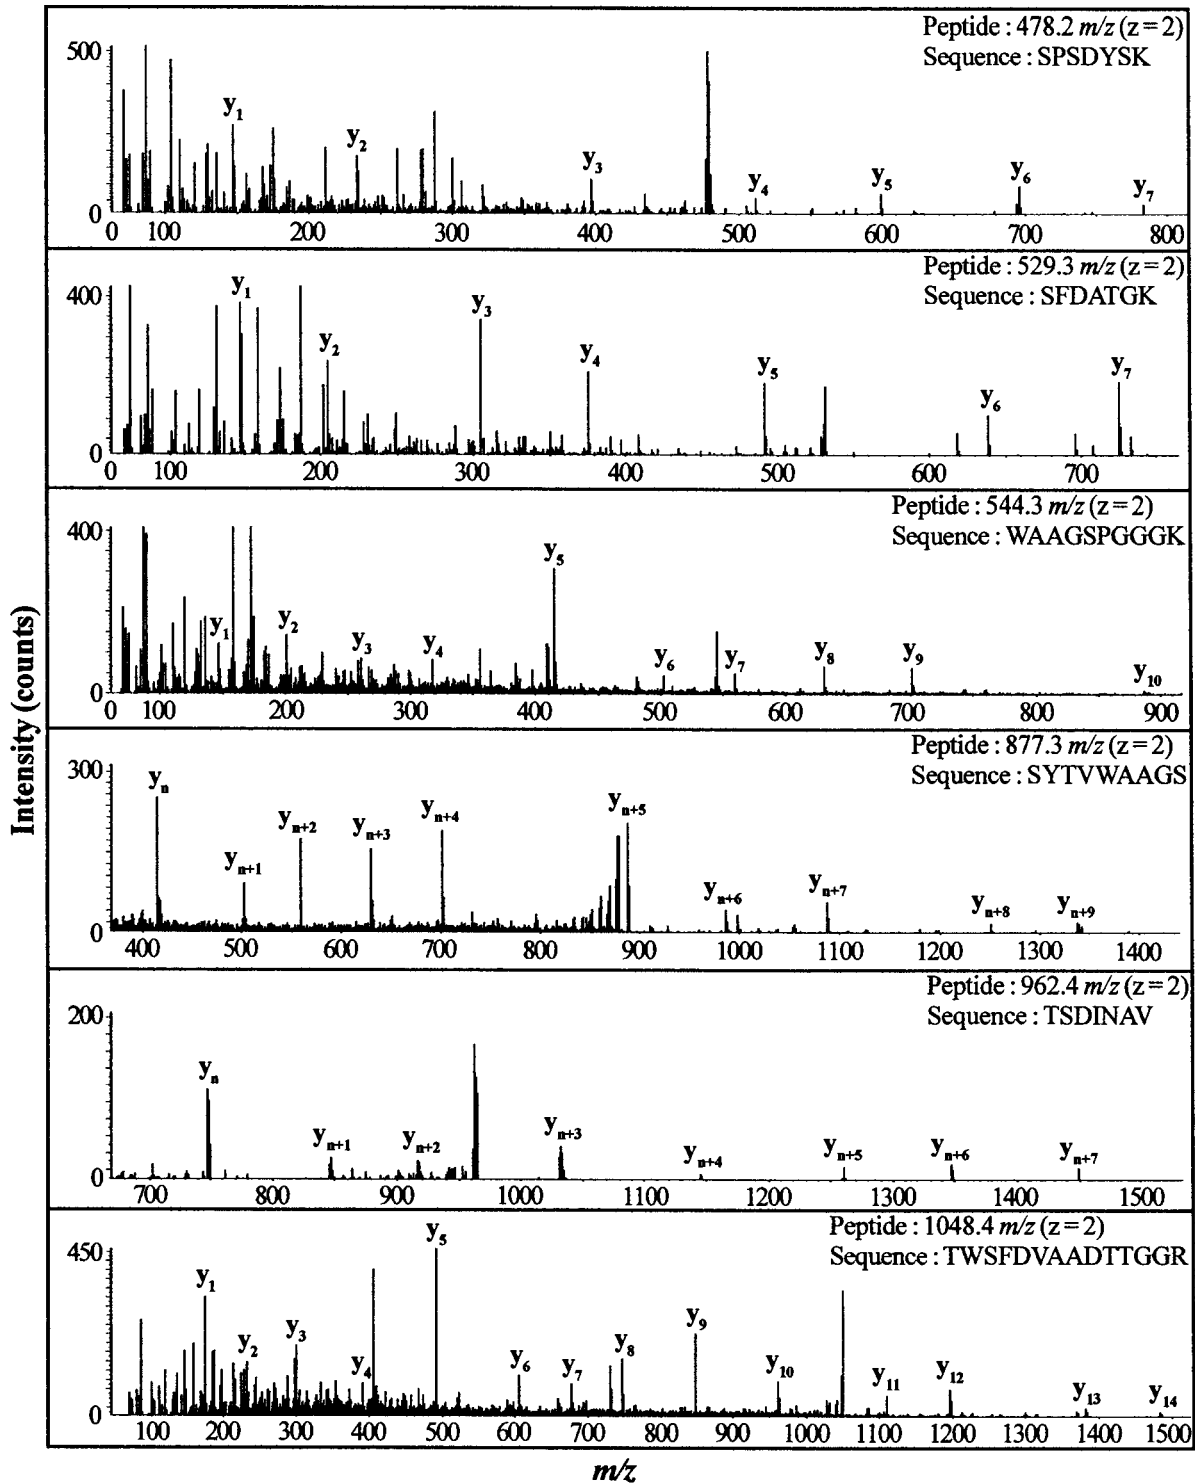 Peptide : 478.2 m/z (z=2)
Sequence : SPSDYSK
500
0
y1 y2 y3 y4 y5 y6 y7
0 100 200 300 400 500 600 700 800
Peptide : 529.3 m/z (z=2)
Sequence : SFDATGK
400
0
y1 y2 y3 y4 y5 y6 y7
0 100 200 300 400 500 600 700
Peptide : 544.3 m/z (z=2)
Sequence : WAAGSPGGGK
400
0
y1 y2 y3 y4 y5 y6 y7 y8 y9 y10
0 100 200 300 400 500 600 700 800 900
Peptide : 877.3 m/z (z=2)
Sequence : SYTVWAAGS
300
0
yn yn+1 yn+2 yn+3 yn+4 yn+5 yn+6 yn+7 yn+8 yn+9
400 500 600 700 800 900 1000 1100 1200 1300 1400
Peptide : 962.4 m/z (z=2)
Sequence : TSDINAV
200
0
yn yn+1 yn+2 yn+3 yn+4 yn+5 yn+6 yn+7
700 800 900 1000 1100 1200 1300 1400 1500
Peptide : 1048.4 m/z (z=2)
Sequence : TWSFDVAADTTGGR
450
0
y1 y2 y3 y4 y5 y6 y7 y8 y9 y10 y11 y12 y13 y14
100 200 300 400 500 600 700 800 900 1000 1100 1200 1300 1400 1500
Intensity (counts)
m/z